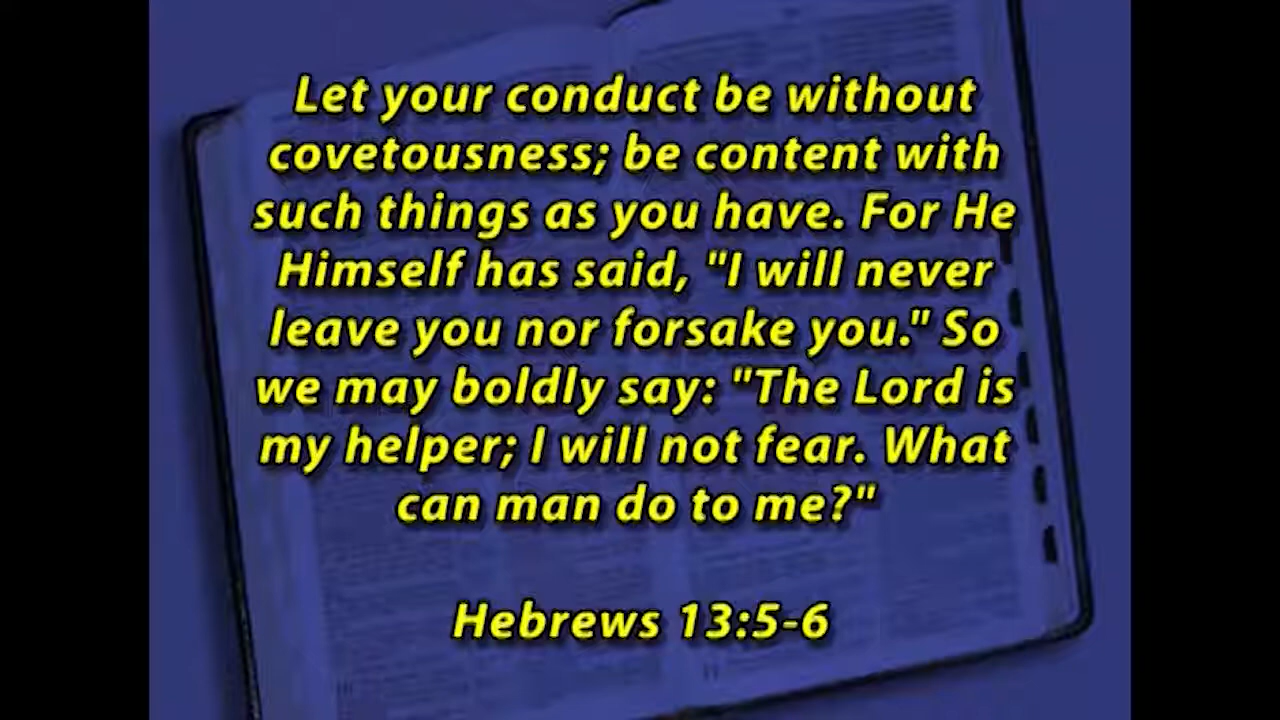 Let your conduct be without
covetousness; be content with
such things as you have. For He
Himself has said, "I will never
leave you nor forsake you." So
we may boldly say: "The Lord is
my helper; I will not fear. What
can man do to me?"
Hebrews 13:5-6